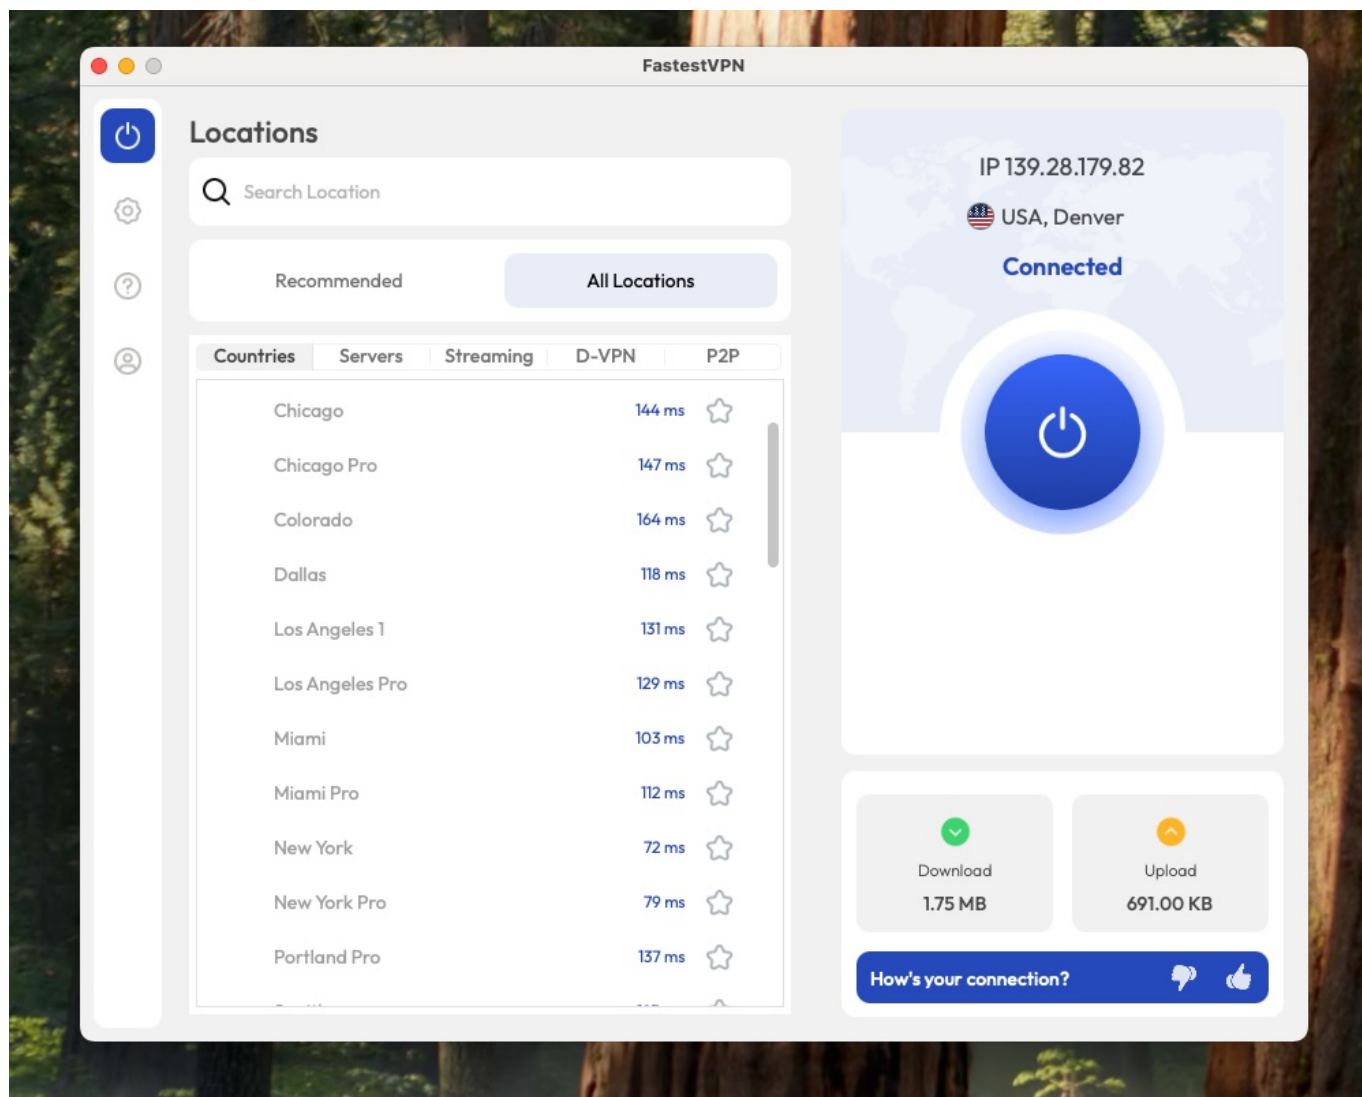 FastestVPN
Locations
Search Location
Recommended
All Locations
Countries
Servers
Streaming
D-VPN
P2P
Chicago 144 ms
Chicago Pro 147 ms
Colorado 164 ms
Dallas 118 ms
Los Angeles 1 131 ms
Los Angeles Pro 129 ms
Miami 103 ms
Miami Pro 112 ms
New York 72 ms
New York Pro 79 ms
Portland Pro 137 ms
IP 139.28.179.82
USA, Denver
Connected
Download
1.75 MB
Upload
691.00 KB
How's your connection?